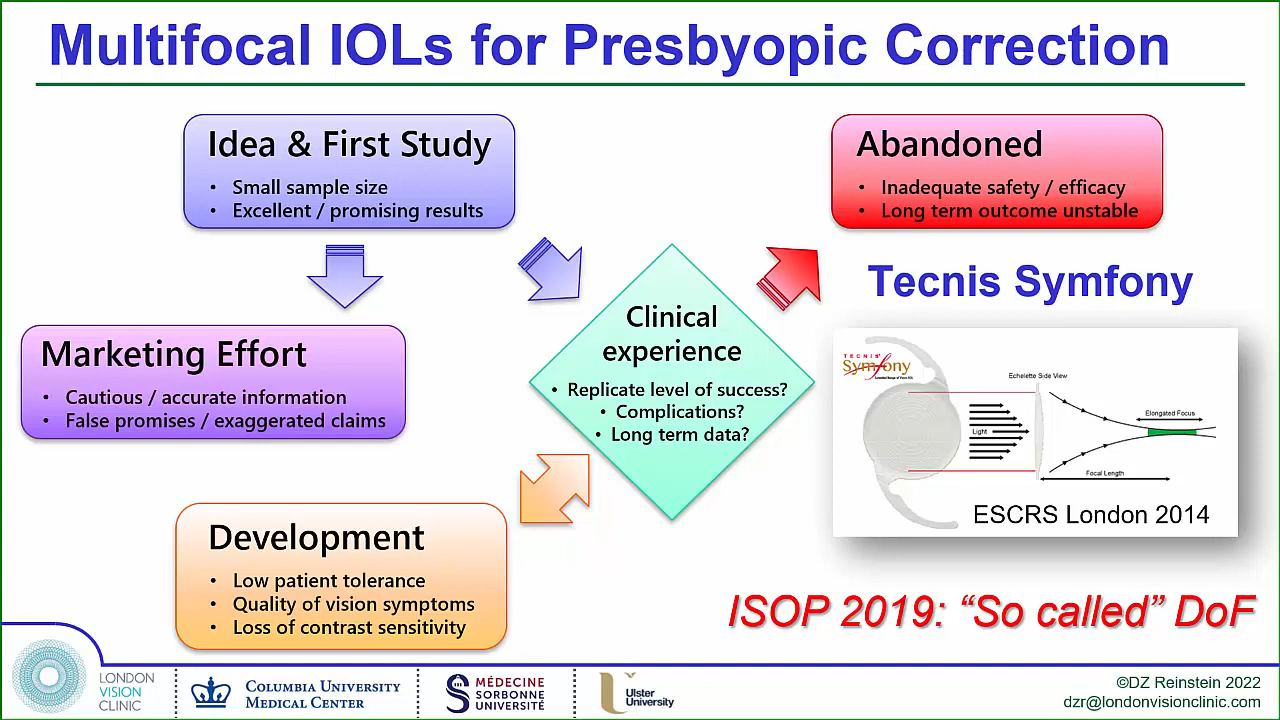 Multifocal IOLs for Presbyopic Correction
Idea & First Study
• Small sample size
• Excellent / promising results
Abandoned
• Inadequate safety / efficacy
• Long term outcome unstable
Marketing Effort
• Cautious / accurate information
• False promises / exaggerated claims
Clinical
experience
• Replicate level of success?
• Complications?
• Long term data?
Development
• Low patient tolerance
• Quality of vision symptoms
• Loss of contrast sensitivity
Tecnis Symfony
TECNIS
Symfony
Echelette Side View
Elongated Focus
Light
Focal Length
ESCRS London 2014
ISOP 2019: “So called” DoF
LONDON
VISION
CLINIC
COLUMBIA UNIVERSITY
MEDICAL CENTER
MÉDECINE
SORBONNE
UNIVERSITÉ
Ulster
University
©DZ Reinstein 2022
dzr@londonvisionclinic.com